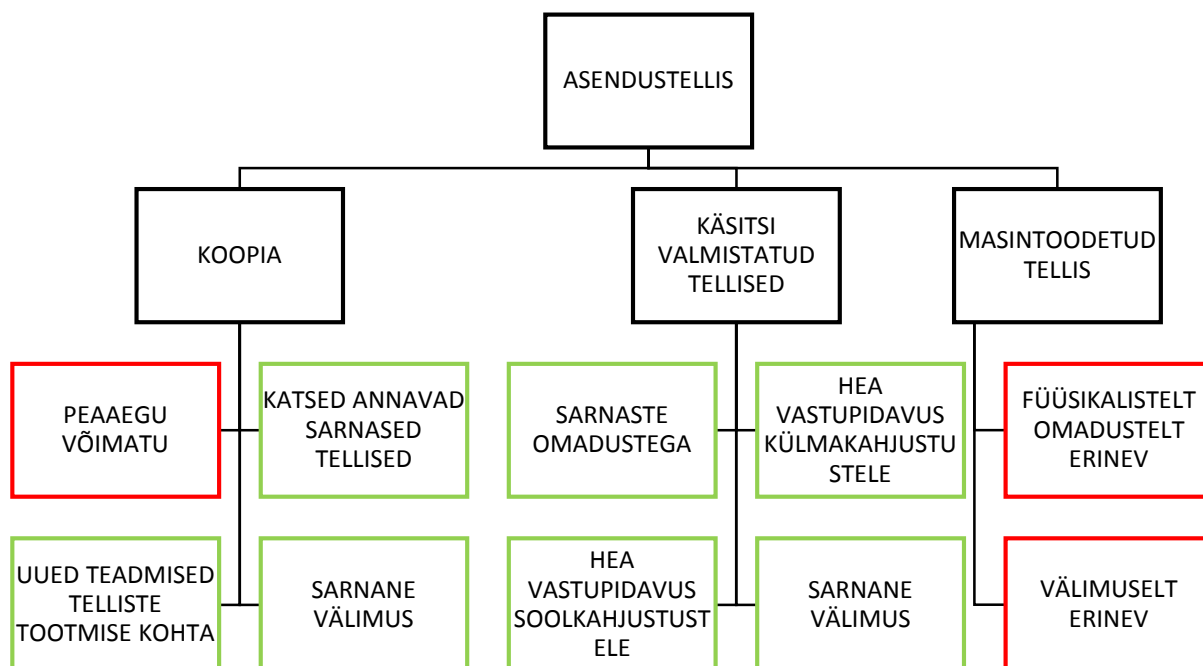 ASENDUSTELLIS
KOOPIA
KÄSITSI
VALMISTATUD
TELLISED
MASINTOODETUD
TELLIS
PEAAEGU
VÕIMATU
KATSED ANNAVAD
SARNASED
TELLISED
SARNASTE
OMADUSTEGA
HEA
VASTUPIDAVUS
KÜLMAKAHJUSTU
STELE
FÜÜSIKALISTELT
OMADUSTELT
ERINEV
UUED TEADMISED
TELLISTE
TOOTMISE KOHTA
SARNANE
VÄLIMUS
HEA
VASTUPIDAVUS
SOOLKAHJUSTUST
ELE
SARNANE
VÄLIMUS
VÄLIMUSELT
ERINEV